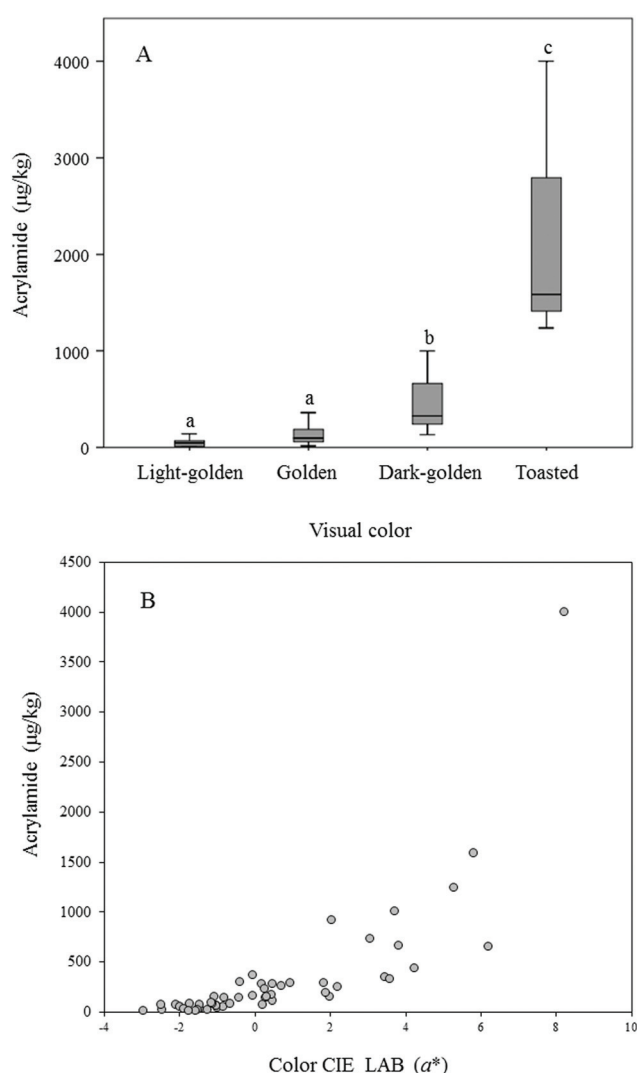 A
c
4000
3000
2000
1000
0
b
a
a
Acrylamide (µg/kg)
Light-golden Golden Dark-golden Toasted
Visual color
B
4500
4000
3500
3000
2500
2000
1500
1000
500
0
Acrylamide (µg/kg)
-4 -2 0 2 4 6 8 10
Color CIE LAB (a*)